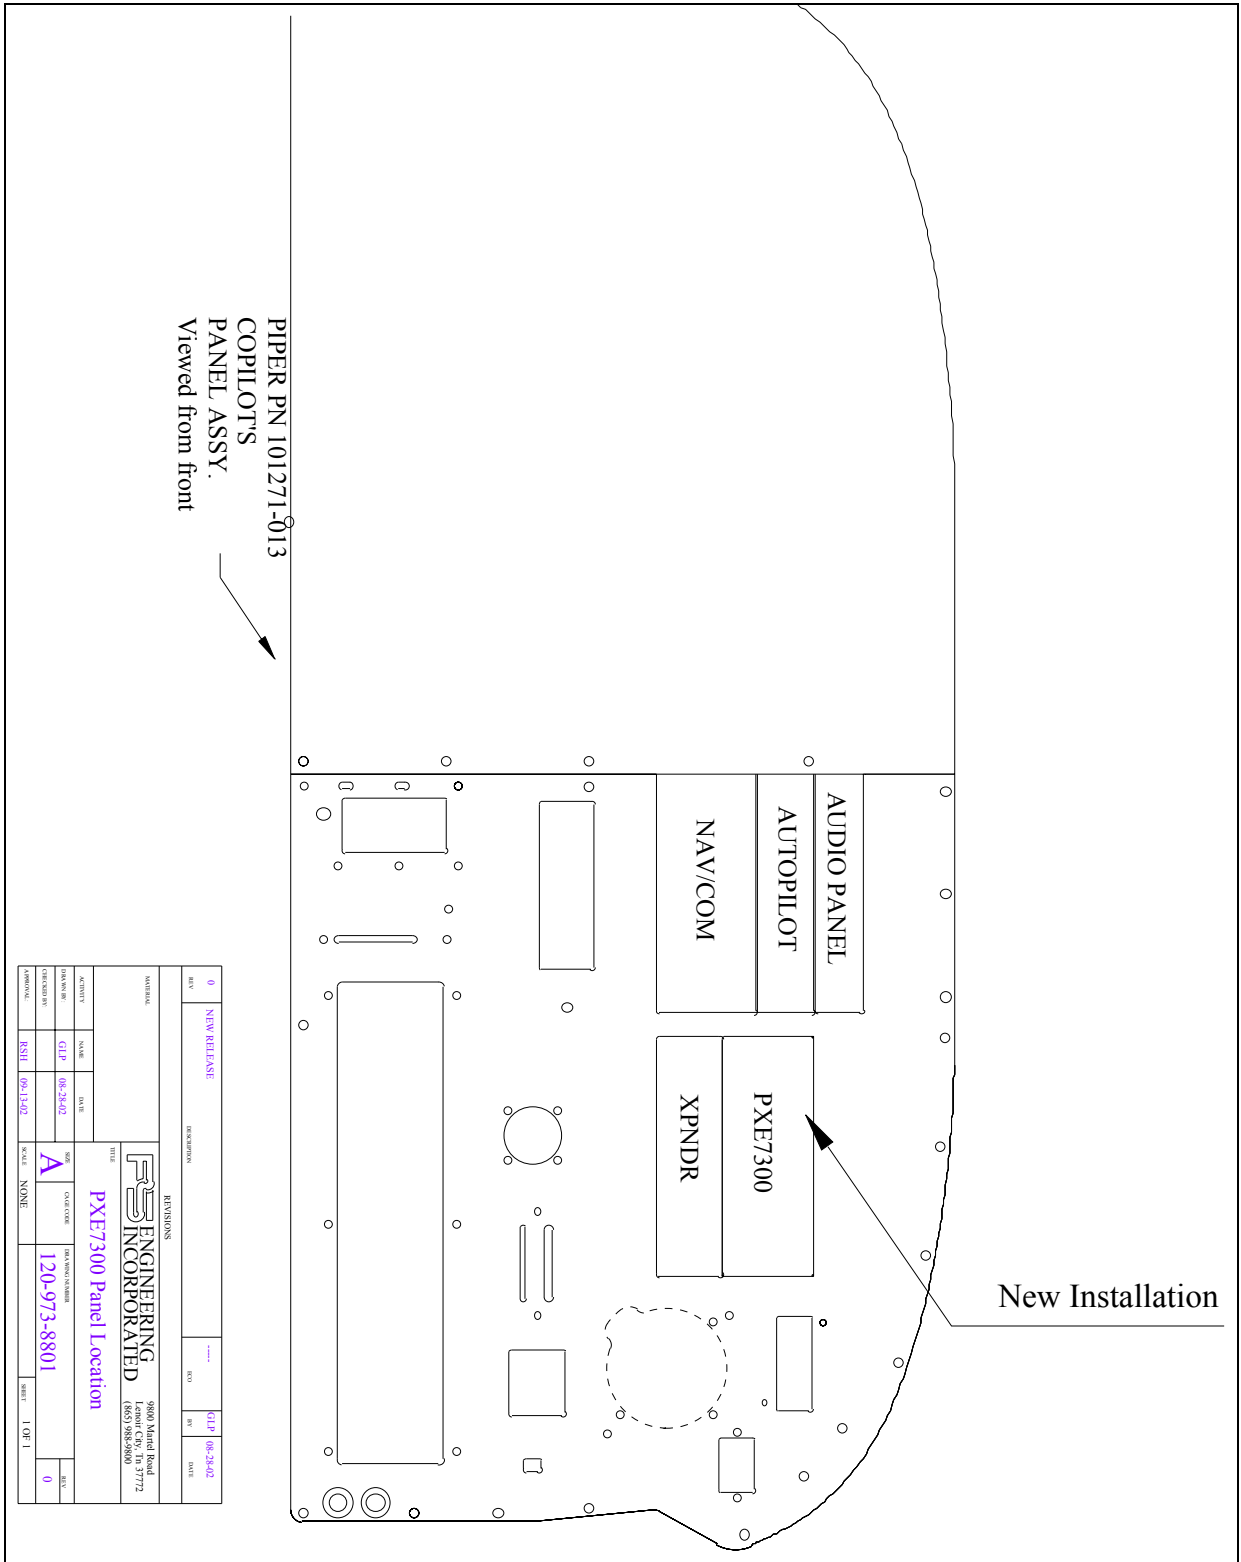 New Installation
AUDIO PANEL
AUTOPILOT
NAV/COM
PXE7300
XPNDR
PIPER PN 101271-013
COPILOT'S
PANEL ASSY.
Viewed from front
REVISIONS
REV DESCRIPTION ECO BY DATE
0 NEW RELEASE ---- GLP 08-28-02
MATERIAL
ENGINEERING
INCORPORATED
9800 Martel Road
Lenoir City, Tn 37772
(865) 988-9800
TITLE
PXE7300 Panel Location
ACTIVITY NAME DATE
DRAWN BY: GLP 08-28-02
CHECKED BY:
APPROVAL: RSH 09-13-02
SIZE CAGE CODE DRAWING NUMBER REV
A 120-973-8801 0
SCALE NONE SHEET 1 OF 1